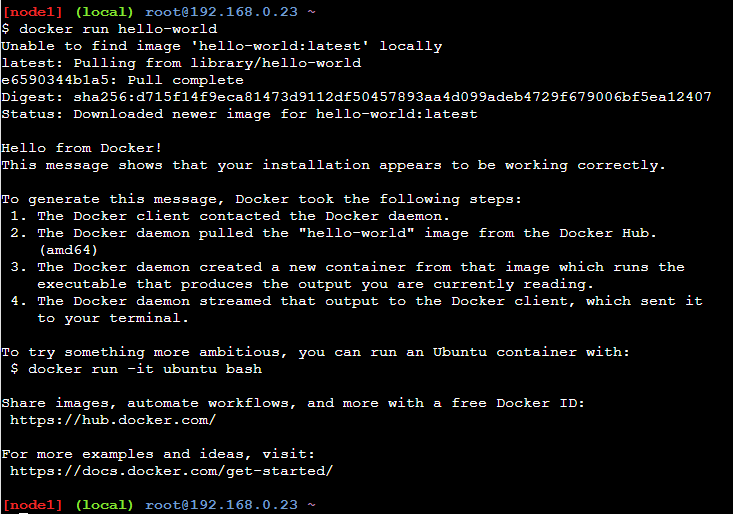 [node1] (local) root@192.168.0.23 ~
$ docker run hello-world
Unable to find image 'hello-world:latest' locally
latest: Pulling from library/hello-world
e6590344b1a5: Pull complete
Digest: sha256:d715f14f9eca81473d9112df50457893aa4d099adeb4729f679006bf5ea12407
Status: Downloaded newer image for hello-world:latest

Hello from Docker!
This message shows that your installation appears to be working correctly.

To generate this message, Docker took the following steps:
 1. The Docker client contacted the Docker daemon.
 2. The Docker daemon pulled the "hello-world" image from the Docker Hub.
    (amd64)
 3. The Docker daemon created a new container from that image which runs the
    executable that produces the output you are currently reading.
 4. The Docker daemon streamed that output to the Docker client, which sent it
    to your terminal.

To try something more ambitious, you can run an Ubuntu container with:
 $ docker run -it ubuntu bash

Share images, automate workflows, and more with a free Docker ID:
 https://hub.docker.com/

For more examples and ideas, visit:
 https://docs.docker.com/get-started/

[node1] (local) root@192.168.0.23 ~